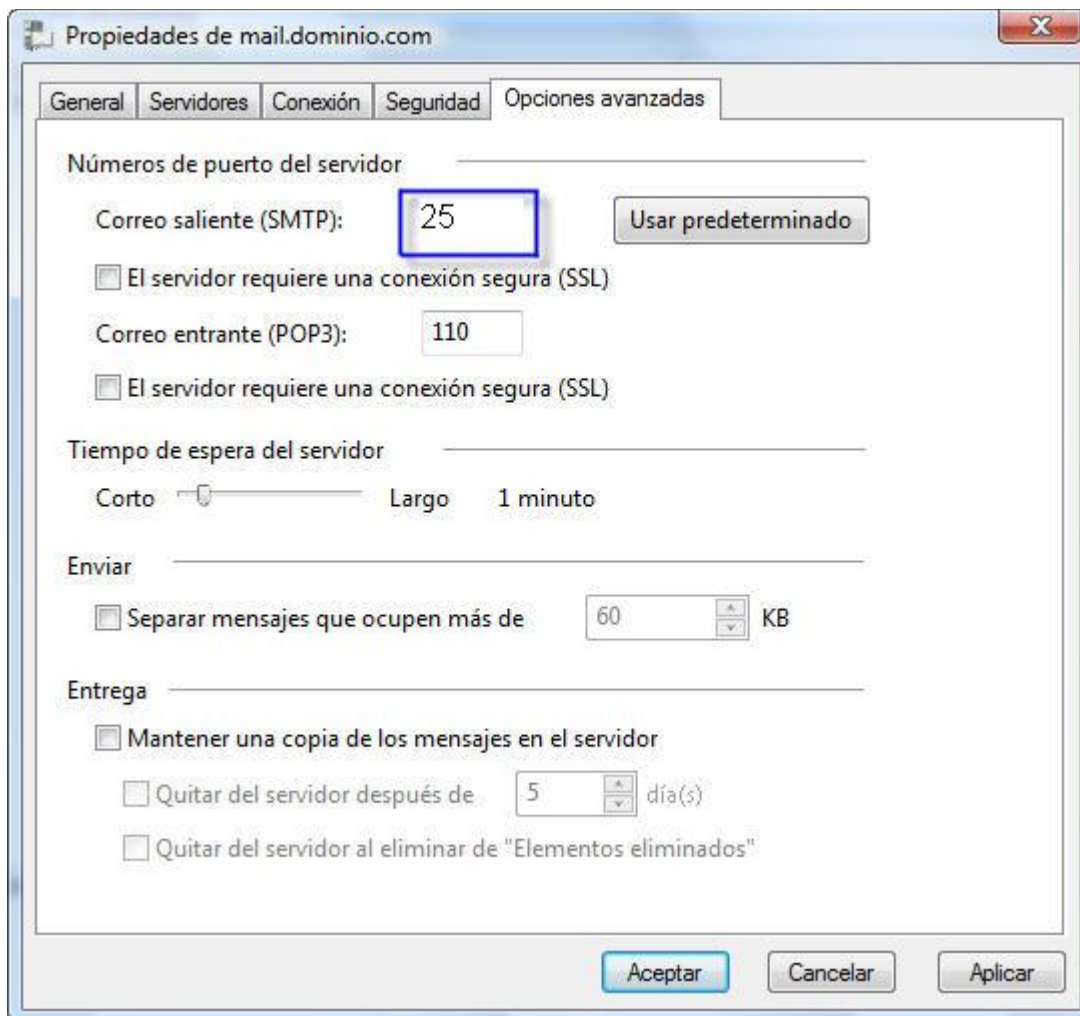 Propiedades de mail.dominio.com
General Servidores Conexión Seguridad Opciones avanzadas
Números de puerto del servidor
Correo saliente (SMTP): 25 Usar predeterminado
El servidor requiere una conexión segura (SSL)
Correo entrante (POP3): 110
El servidor requiere una conexión segura (SSL)
Tiempo de espera del servidor
Corto Largo 1 minuto
Enviar
Separar mensajes que ocupen más de 60 KB
Entrega
Mantener una copia de los mensajes en el servidor
Quitar del servidor después de 5 día(s)
Quitar del servidor al eliminar de "Elementos eliminados"
Aceptar Cancelar Aplicar